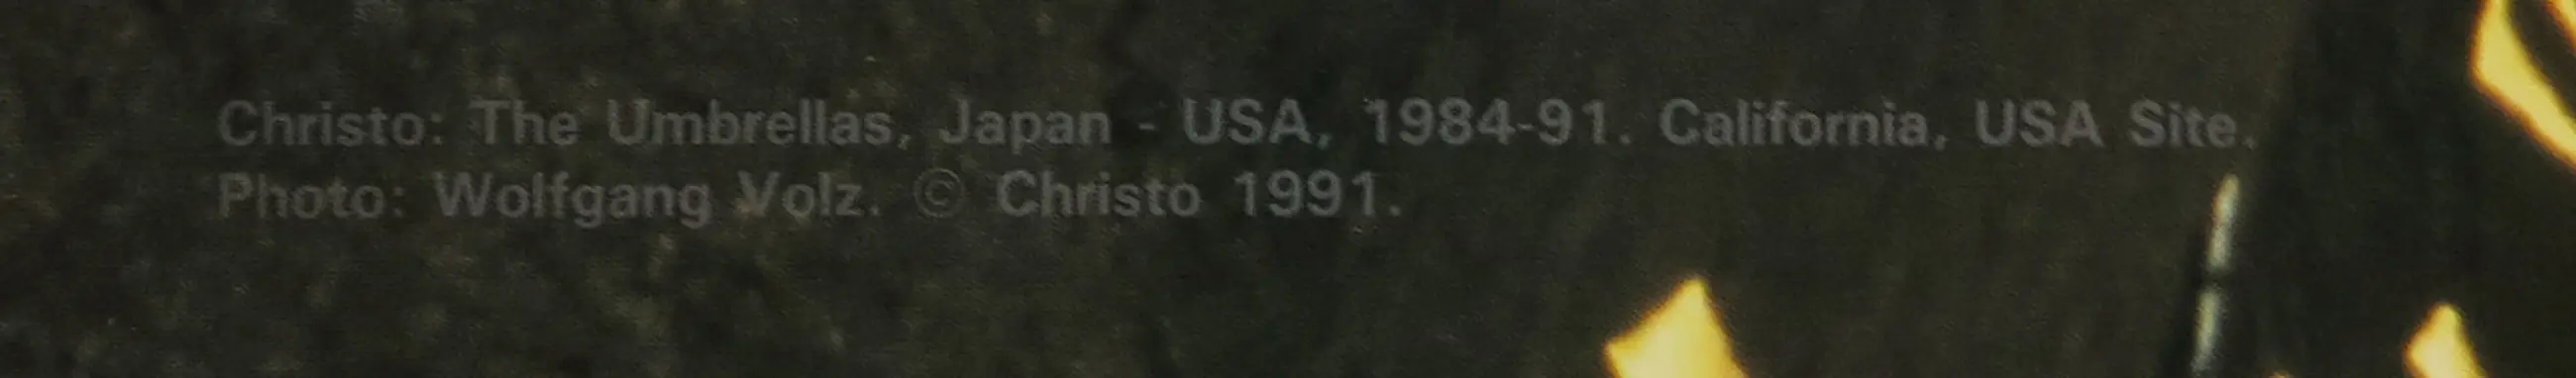 Christo: The Umbrellas, Japan - USA, 1984-91. California, USA Site.
Photo: Wolfgang Volz. © Christo 1991.